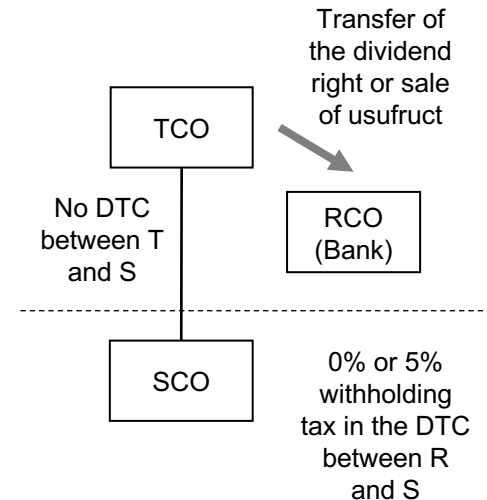 Transfer of
the dividend
right or sale
of usufruct
TCO
No DTC
between T
and S
RCO
(Bank)
SCO
0% or 5%
withholding
tax in the DTC
between R
and S